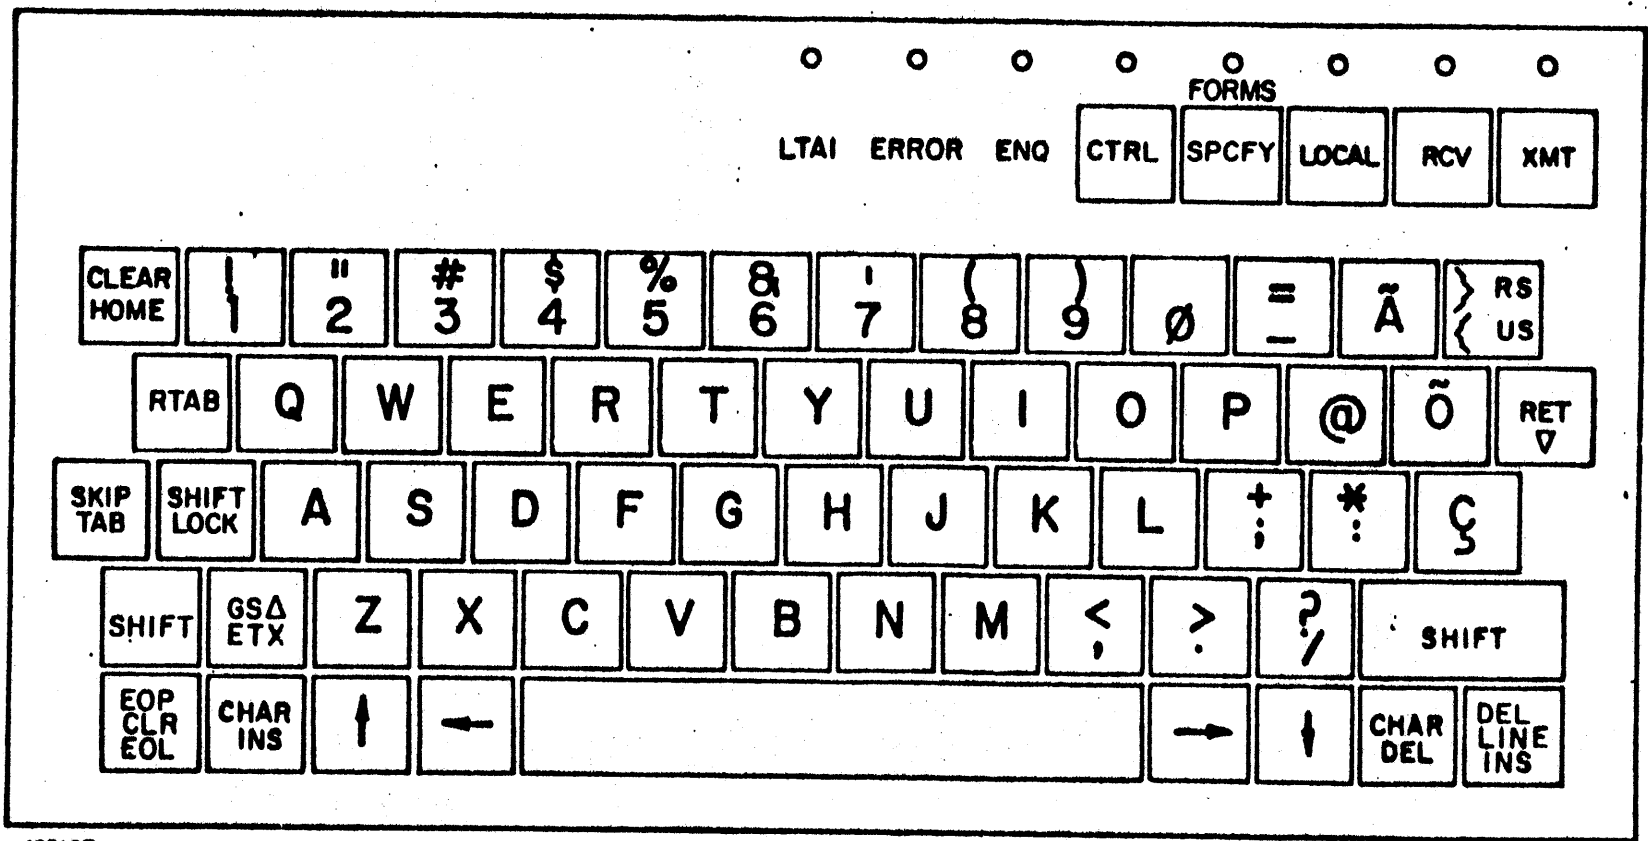 FORMS
LTAI ERROR ENQ CTRL SPCFY LOCAL RCV XMT
CLEAR HOME ! 1 " 2 # 3 $ 4 % 5 & 6 ' 7 ( 8 ) 9 Ø = - Ã } RS { US
RTAB Q W E R T Y U I O P @ Õ RET ▽
SKIP TAB SHIFT LOCK A S D F G H J K L + ; * : Ç
SHIFT GSΔ ETX Z X C V B N M < , > . ? / SHIFT
EOP CLR EOL CHAR INS ↑ ← → ↓ CHAR DEL DEL LINE INS